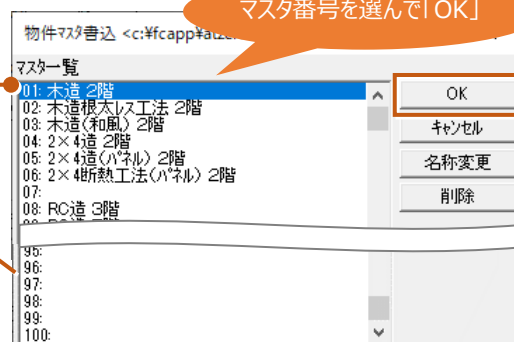 マスタ番号を選んで「OK」
物件ﾏｽﾀ書込 <c:¥fcapp¥
ﾏｽﾀ一覧
01: 木造 2階
02: 木造根太ﾚｽ工法 2階
03: 木造(和風) 2階
04: 2×4造 2階
05: 2×4造(ﾊﾟﾈﾙ) 2階
06: 2×4断熱工法(ﾊﾟﾈﾙ) 2階
07:
08: RC造 3階
95:
96:
97:
98:
99:
100:
OK
ｷｬﾝｾﾙ
名称変更
削除